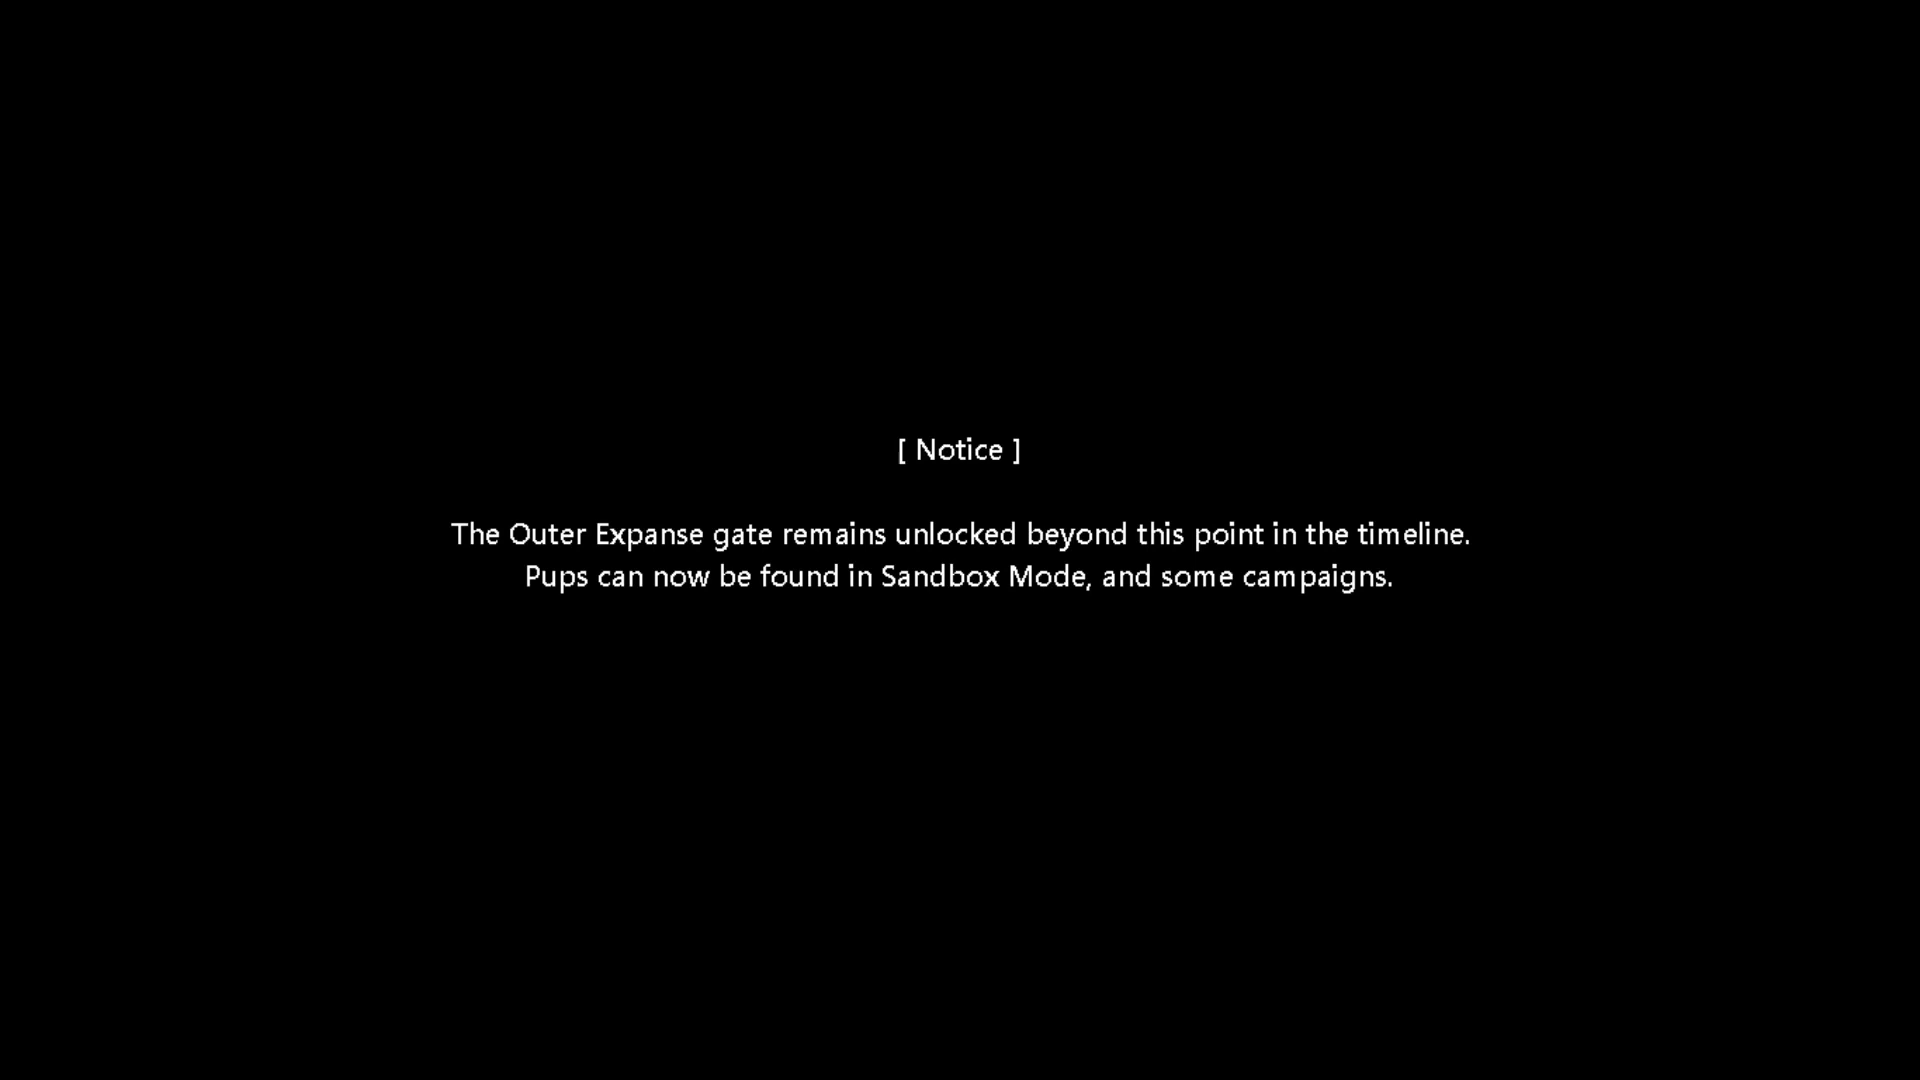 [ Notice ]
The Outer Expanse gate remains unlocked beyond this point in the timeline.
Pups can now be found in Sandbox Mode, and some campaigns.